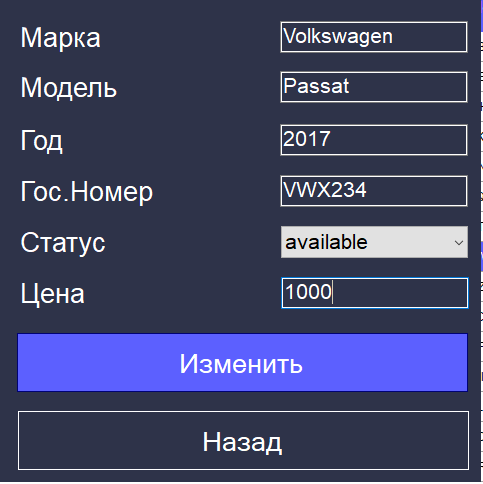 Марка Volkswagen
Модель Passat
Год 2017
Гос.Номер VWX234
Статус available
Цена 1000
Изменить
Назад